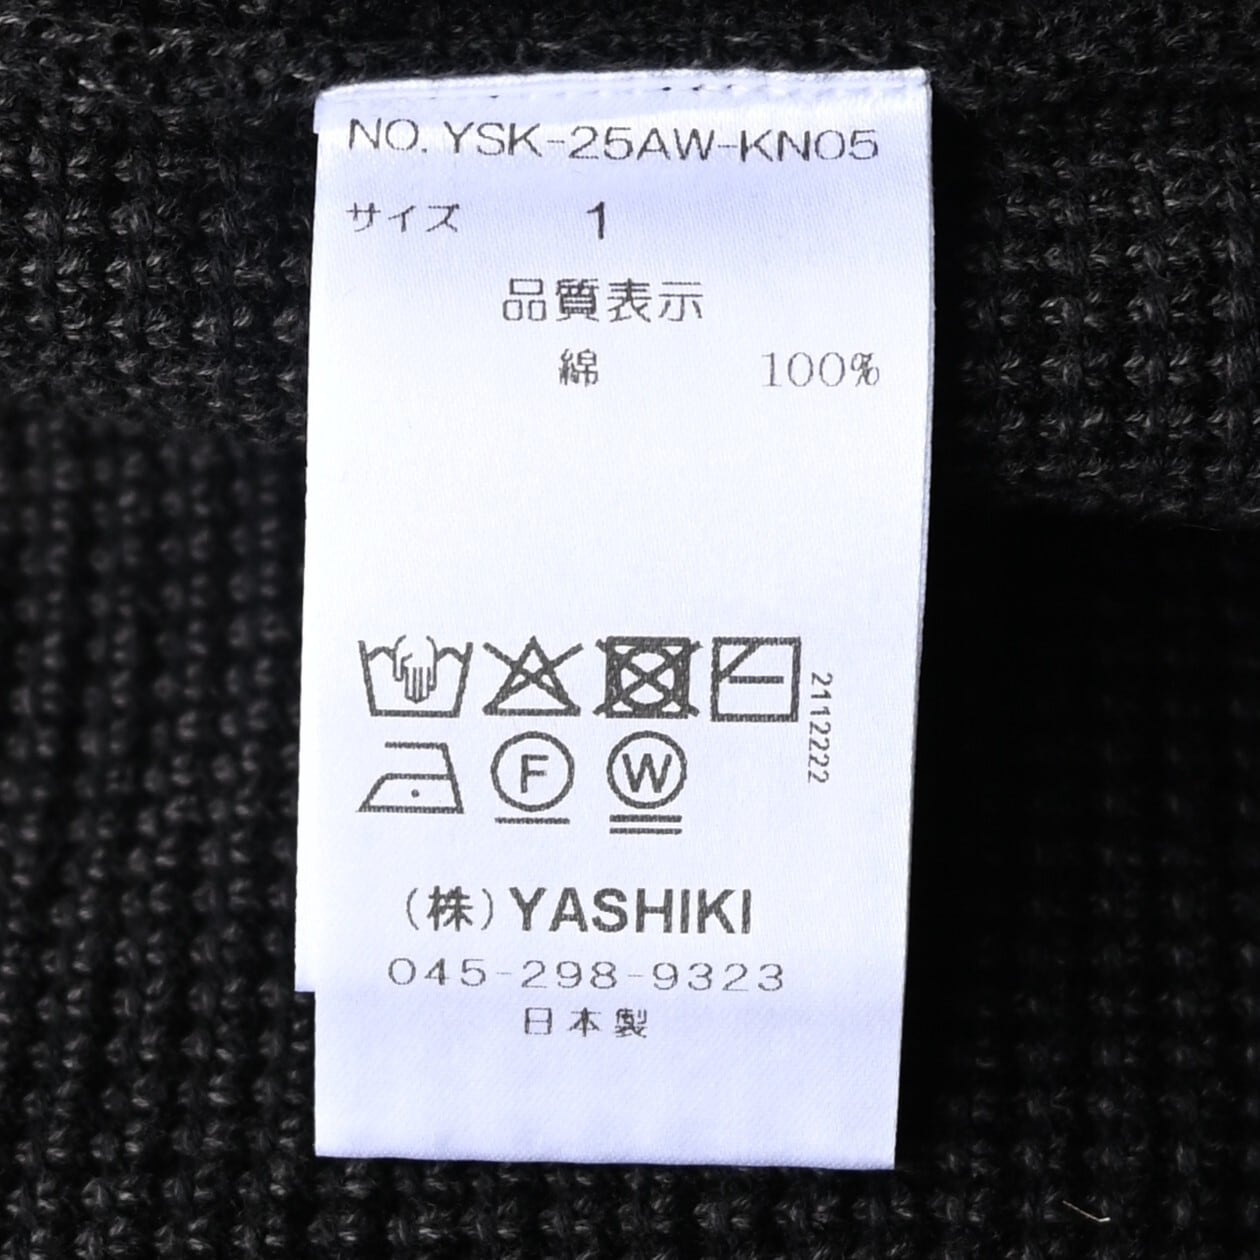 NO. YSK-25AW-KN05
サイズ 1
品質表示
綿 100%
2112222
F W
(株)YASHIKI
045-298-9323
日本製